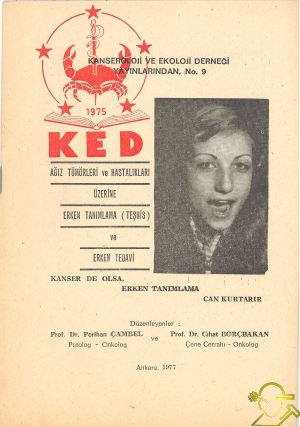 KANSEROLOJİ VE EKOLOJİ DERNEĞİ
YAYINLARINDAN, No. 9
1975
KED
AĞIZ TÜMÖRLERİ ve HASTALIKLARI
ÜZERİNE
ERKEN TANIMLAMA (TEŞHİS)
ve
ERKEN TEDAVİ
KANSER DE OLSA,
ERKEN TANIMLAMA
CAN KURTARIR
Düzenleyenler :
Prof. Dr. Perihan ÇAMBEL
ve
Prof. Dr. Cihat BORÇBAKAN
Patolog - Onkolog
Çene Cerrahı - Onkolog
Ankara, 1977